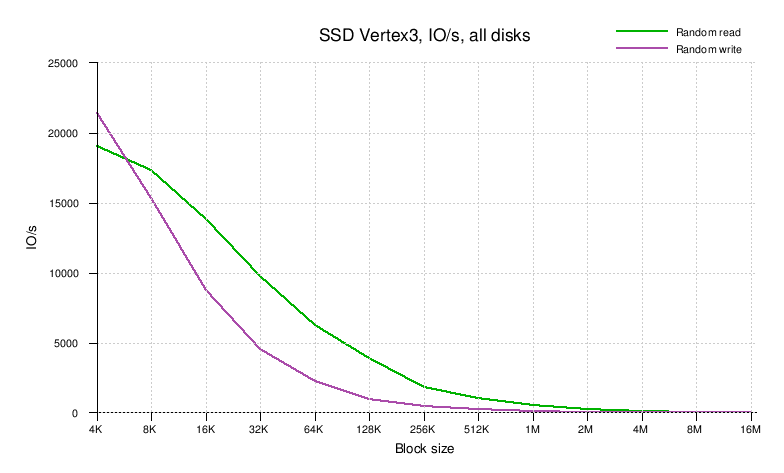 SSD Vertex3, IO/s, all disks
Random read
Random write
25000
20000
15000
10000
5000
0
IO/s
4K 8K 16K 32K 64K 128K 256K 512K 1M 2M 4M 8M 16M
Block size